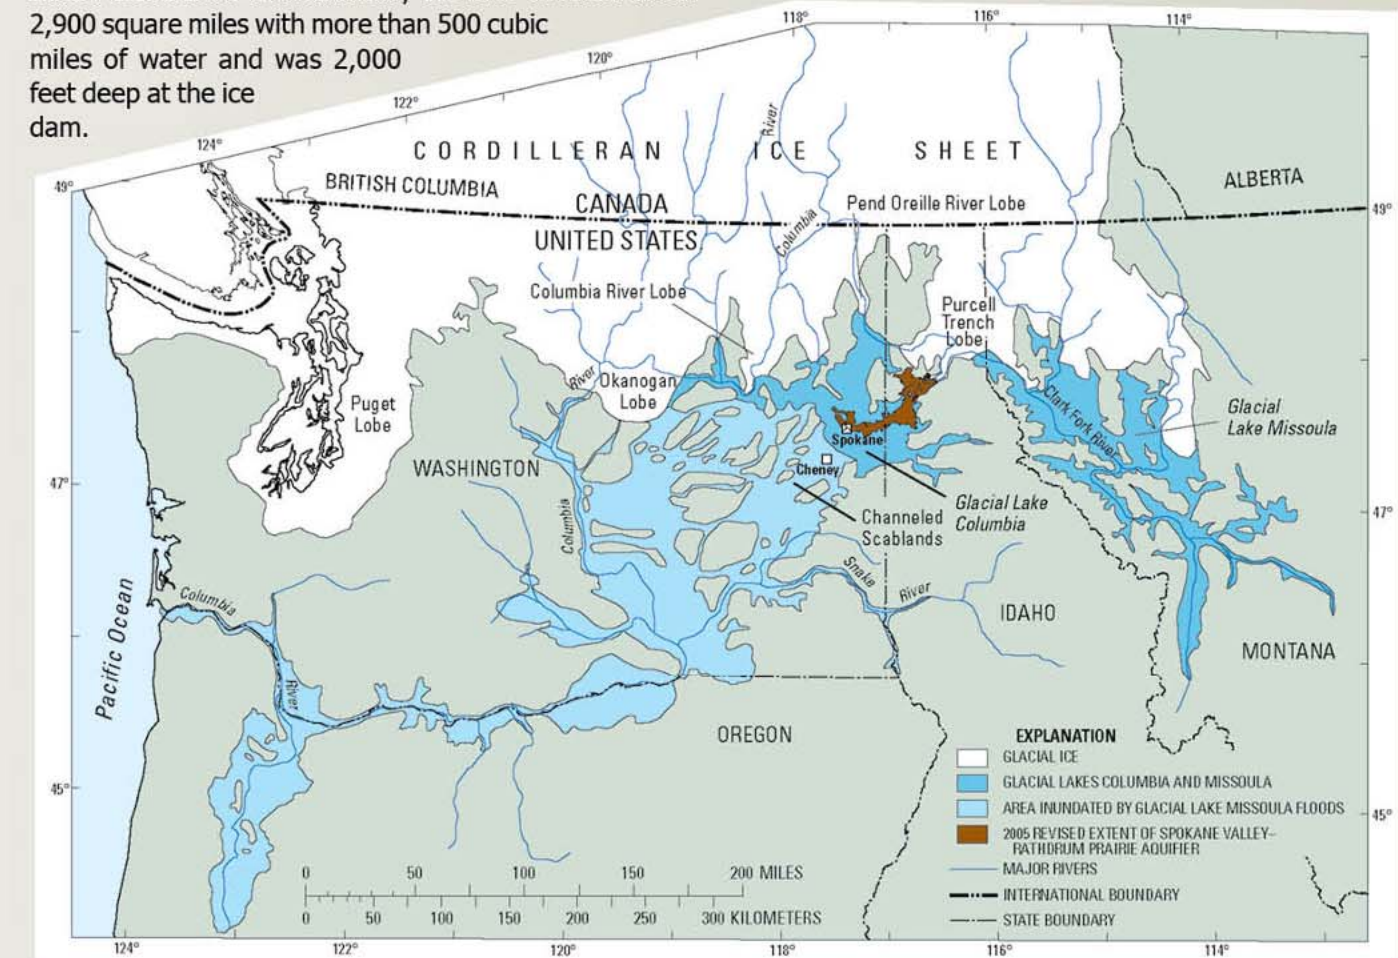 2,900 square miles with more than 500 cubic
miles of water and was 2,000
feet deep at the ice
dam.
118°
116°
114°
120°
122°
124°
49°
CORDILLERAN ICE SHEET
River
BRITISH COLUMBIA
CANADA
UNITED STATES
ALBERTA
49°
Pend Oreille River Lobe
Columbia
Columbia River Lobe
Purcell
Trench
Lobe
River
Okanogan
Lobe
Puget
Lobe
Clark Fork River
Glacial
Lake Missoula
Spokane
Cheney
WASHINGTON
47°
47°
Glacial Lake
Columbia
Channeled
Scablands
Columbia
Snake
River
IDAHO
MONTANA
Columbia
River
Pacific Ocean
OREGON
45°
45°
EXPLANATION
GLACIAL ICE
GLACIAL LAKES COLUMBIA AND MISSOULA
AREA INUNDATED BY GLACIAL LAKE MISSOULA FLOODS
2005 REVISED EXTENT OF SPOKANE VALLEY–
RATHDRUM PRAIRIE AQUIFIER
MAJOR RIVERS
INTERNATIONAL BOUNDARY
STATE BOUNDARY
0 50 100 150 200 MILES
0 50 100 150 200 250 300 KILOMETERS
124° 122° 120° 118° 116° 114°